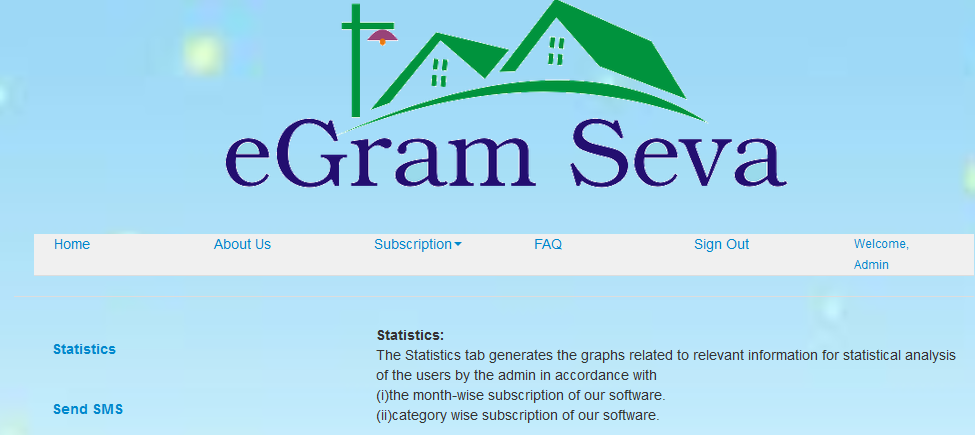 eGram Seva
Home About Us Subscription FAQ Sign Out Welcome,
Admin
Statistics
Send SMS
Statistics:
The Statistics tab generates the graphs related to relevant information for statistical analysis
of the users by the admin in accordance with
(i)the month-wise subscription of our software.
(ii)category wise subscription of our software.